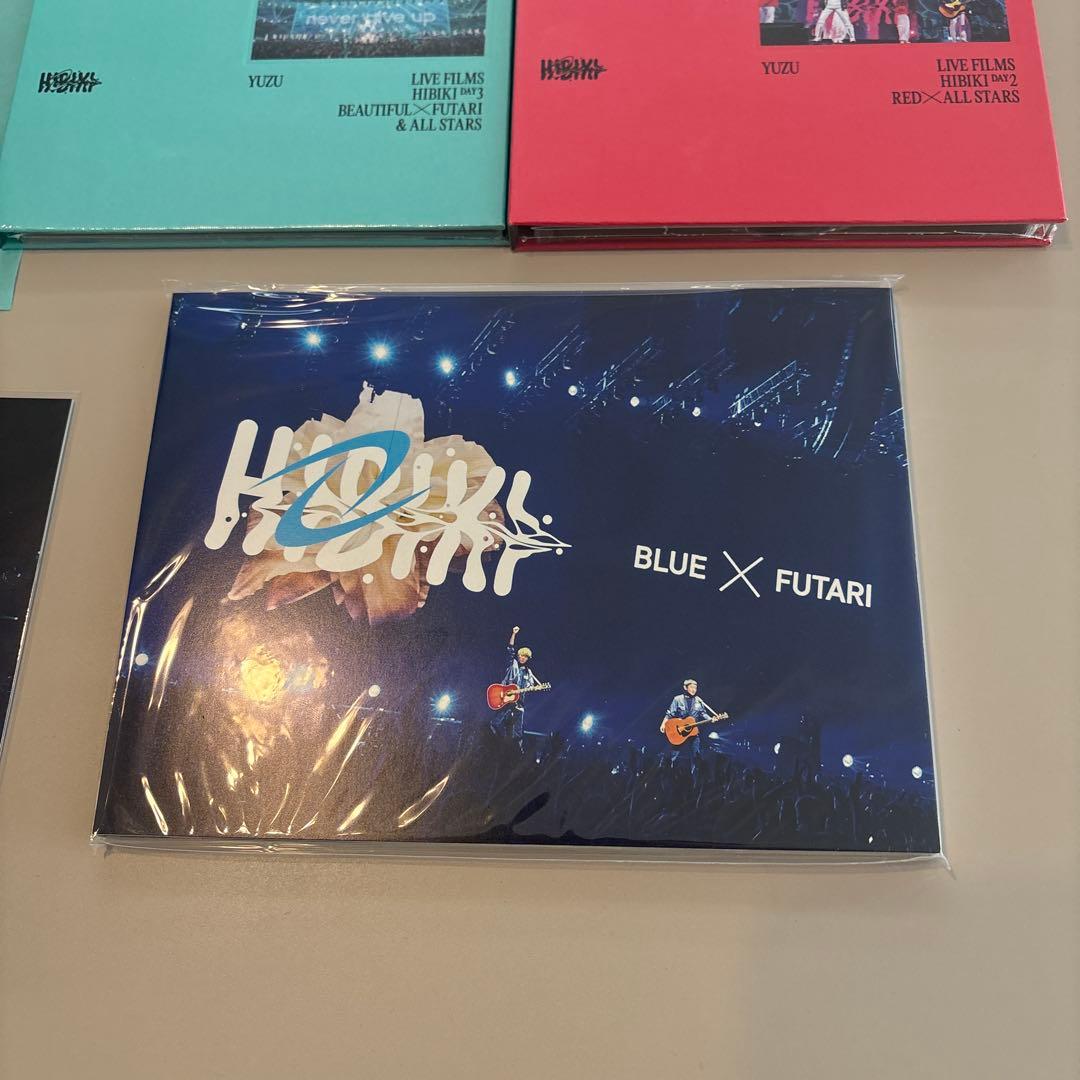 never give up
HIBIKI
YUZU
LIVE FILMS
HIBIKI DAY3
BEAUTIFUL×FUTARI
& ALL STARS
HIBIKI
YUZU
LIVE FILMS
HIBIKI DAY2
RED×ALL STARS
HIBIKI
BLUE × FUTARI